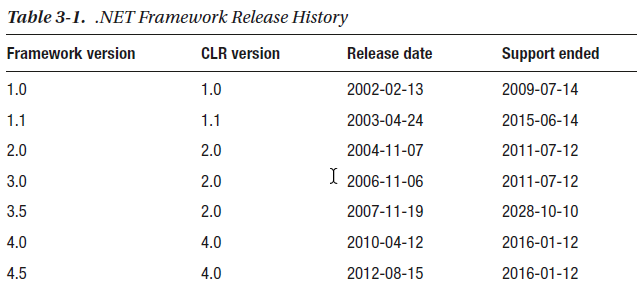 Table 3-1. .NET Framework Release History
Framework version CLR version Release date Support ended
1.0 1.0 2002-02-13 2009-07-14
1.1 1.1 2003-04-24 2015-06-14
2.0 2.0 2004-11-07 2011-07-12
3.0 2.0 2006-11-06 2011-07-12
3.5 2.0 2007-11-19 2028-10-10
4.0 4.0 2010-04-12 2016-01-12
4.5 4.0 2012-08-15 2016-01-12